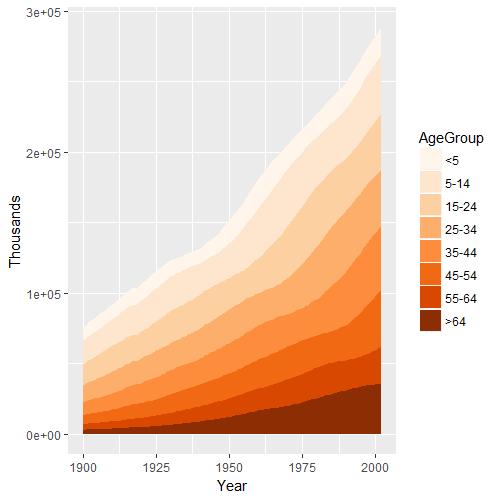 3e+05
2e+05
1e+05
0e+00
Thousands
1900 1925 1950 1975 2000
Year
AgeGroup
<5
5-14
15-24
25-34
35-44
45-54
55-64
>64